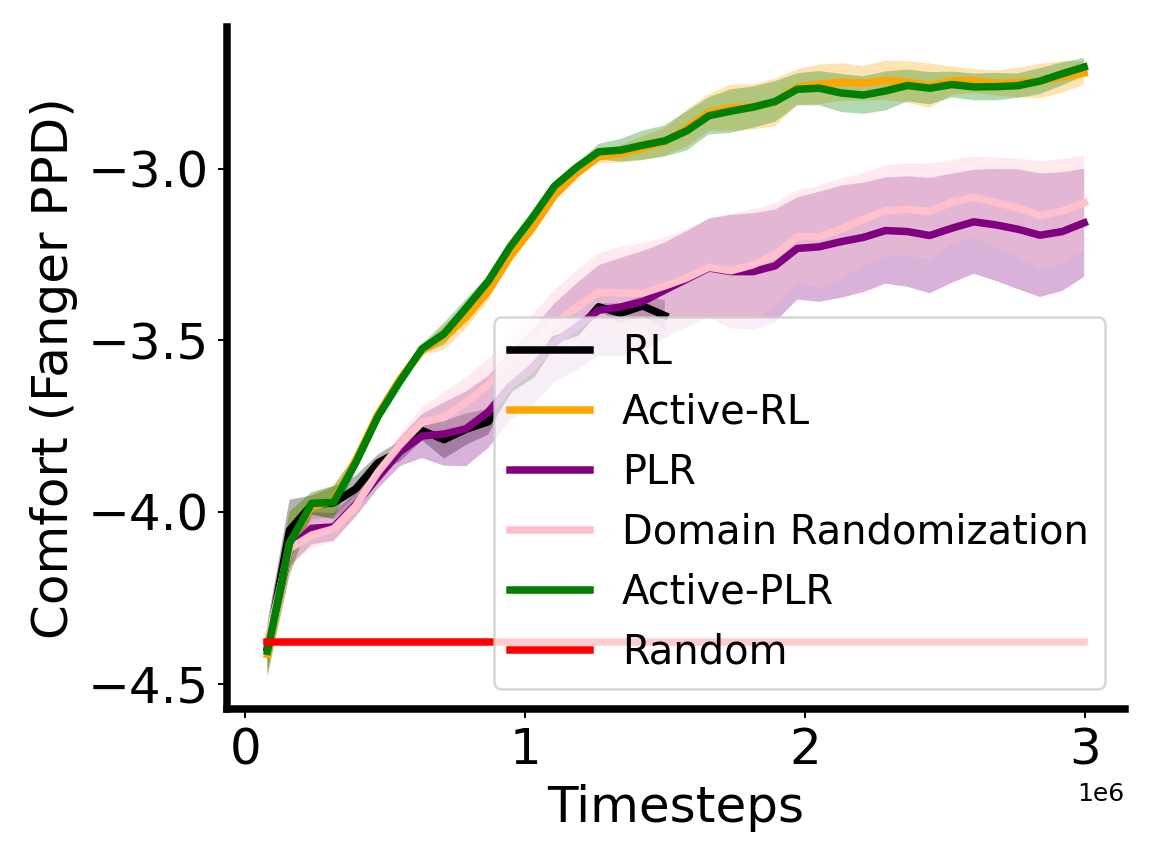 Comfort (Fanger PPD)
−3.0
−3.5
−4.0
−4.5
RL
Active-RL
PLR
Domain Randomization
Active-PLR
Random
0 1 2 3
1e6
Timesteps